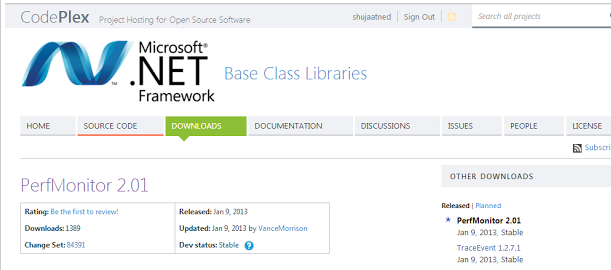 CodePlex Project Hosting for Open Source Software
shujaatned Sign Out Search all projects
Microsoft®
.NET
Framework
Base Class Libraries
HOME SOURCE CODE DOWNLOADS DOCUMENTATION DISCUSSIONS ISSUES PEOPLE LICENSE
Subscri
PerfMonitor 2.01
Rating: Be the first to review! Released: Jan 9, 2013
Downloads: 1389 Updated: Jan 9, 2013 by VanceMorrison
Change Set: 84391 Dev status: Stable ?
OTHER DOWNLOADS
Released | Planned
* PerfMonitor 2.01
Jan 9, 2013, Stable
TraceEvent 1.2.7.1
Jan 9, 2013, Stable